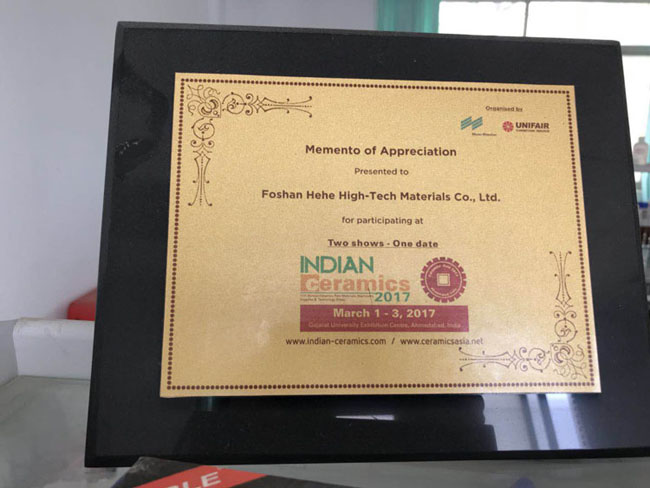 Organised by
UNIFAIR
Memento of Appreciation
Presented to
Foshan Hehe High-Tech Materials Co., Ltd.
for participating at
Two shows - One date
INDIAN
Ceramics
2017
March 1 - 3, 2017
Gujarat University Exhibition Centre, Ahmedabad, India
www.indian-ceramics.com / www.ceramicsasia.net